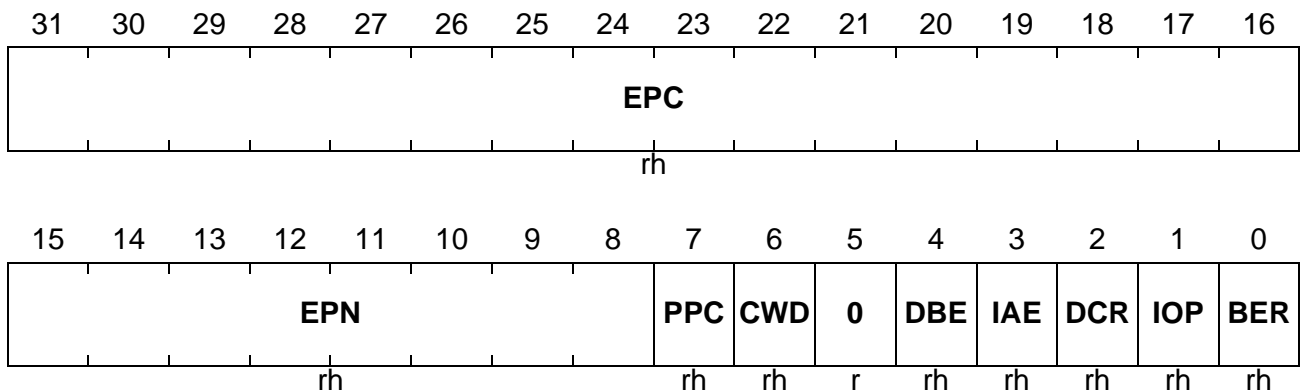 31 30 29 28 27 26 25 24 23 22 21 20 19 18 17 16
EPC
rh
15 14 13 12 11 10 9 8 7 6 5 4 3 2 1 0
EPN PPC CWD 0 DBE IAE DCR IOP BER
rh rh rh r rh rh rh rh rh